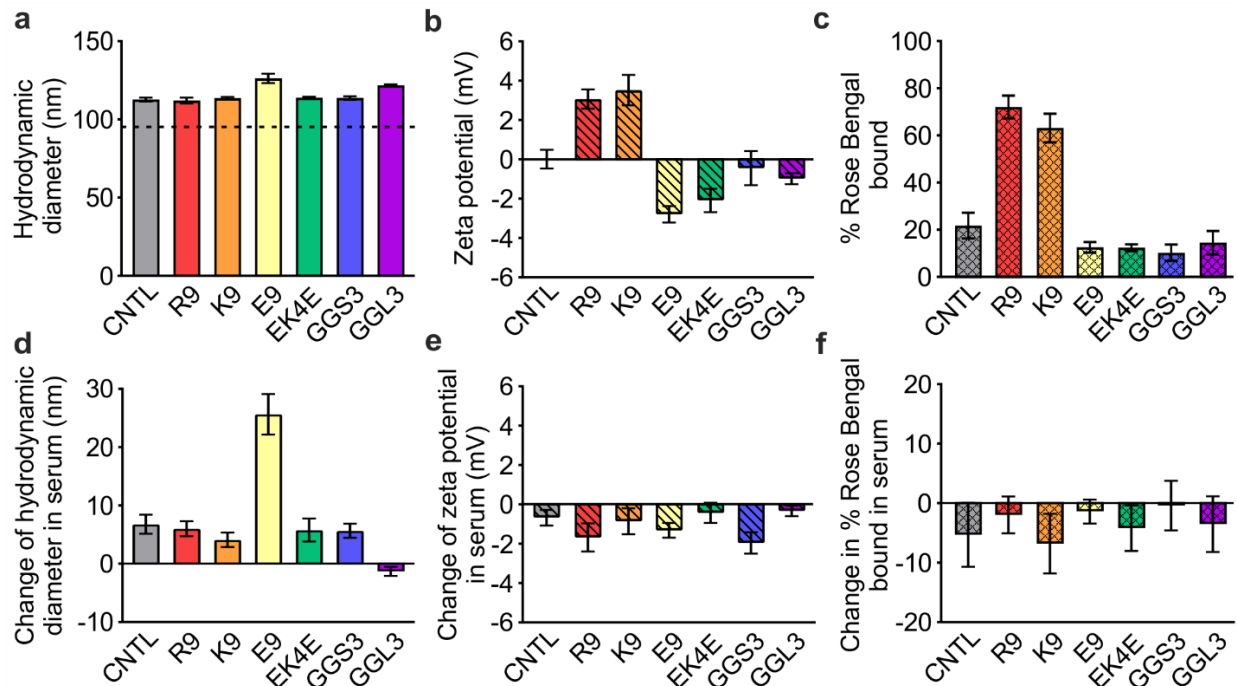 a
Hydrodynamic
diameter (nm)
150
100
50
0
CNTL
R9
K9
E9
EK4E
GGS3
GGL3
b
Zeta potential (mV)
6
4
2
0
-2
-4
-6
CNTL
R9
K9
E9
EK4E
GGS3
GGL3
c
% Rose Bengal
bound
100
80
60
40
20
0
CNTL
R9
K9
E9
EK4E
GGS3
GGL3
d
Change of hydrodynamic
diameter in serum (nm)
30
20
10
0
-10
CNTL
R9
K9
E9
EK4E
GGS3
GGL3
e
Change of zeta potential
in serum (mV)
6
4
2
0
-2
-4
-6
CNTL
R9
K9
E9
EK4E
GGS3
GGL3
f
Change in % Rose Bengal
bound in serum
20
15
10
5
0
-5
-10
-15
-20
CNTL
R9
K9
E9
EK4E
GGS3
GGL3